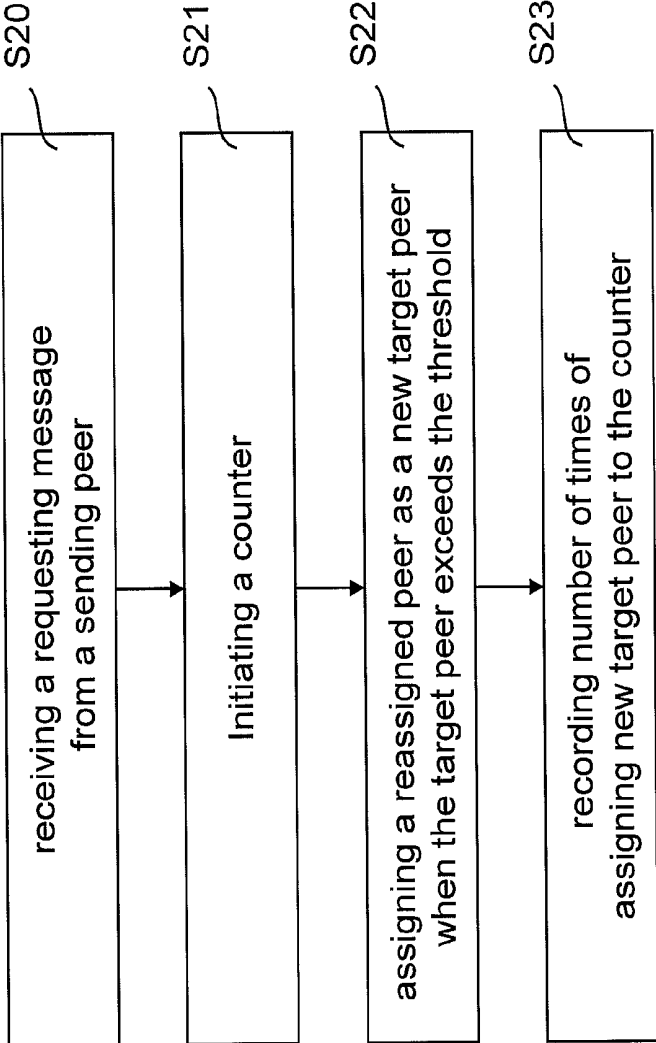 S20
receiving a requesting message
from a sending peer
S21
Initiating a counter
S22
assigning a reassigned peer as a new target peer
when the target peer exceeds the threshold
S23
recording number of times of
assigning new target peer to the counter